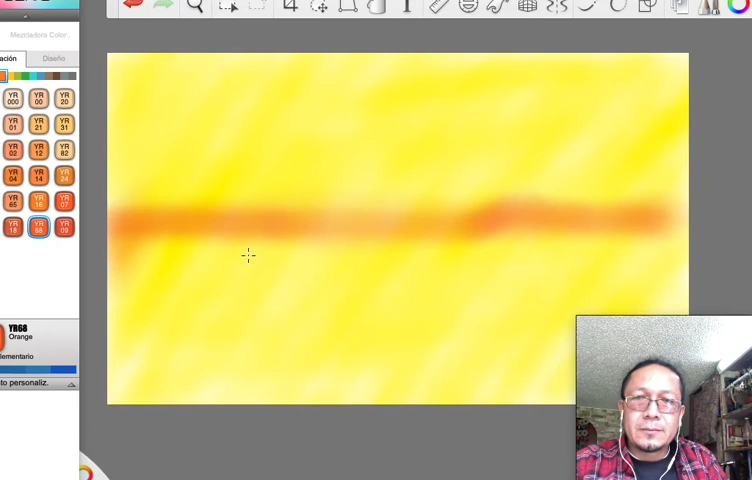 Mezcladora Color...
ación Diseño
YR 000 YR 00 YR 20
YR 01 YR 21 YR 31
YR 02 YR 12 YR 82
YR 04 YR 14 YR 24
YR 65 YR 16 YR 07
YR 18 YR 68 YR 09
YR68
Orange
lementario
to personaliz.